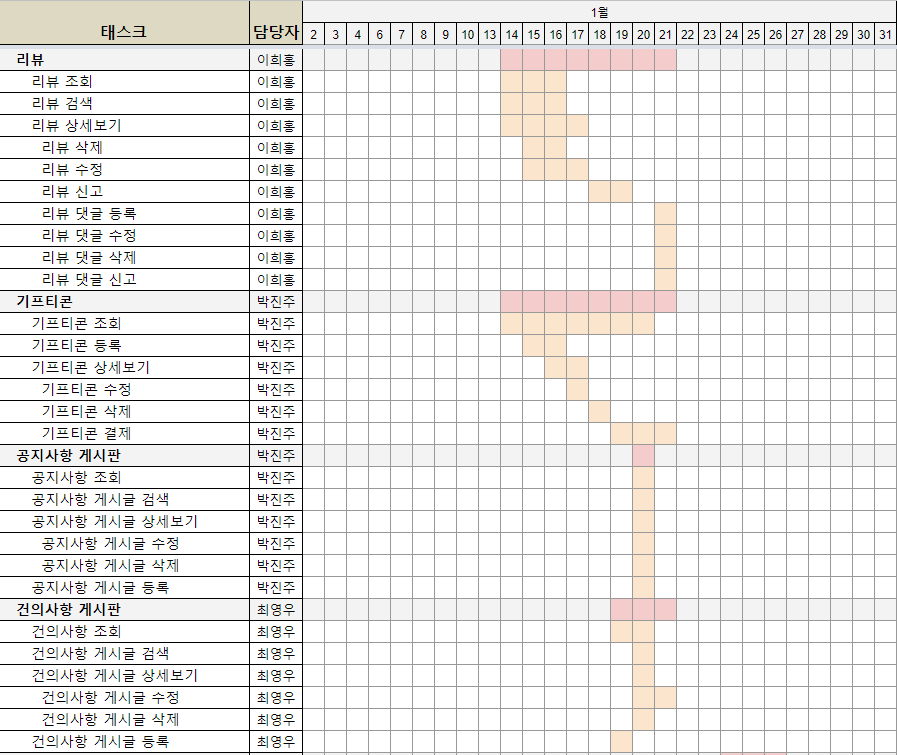 1월
태스크 담당자 2 3 4 6 7 8 9 10 13 14 15 16 17 18 19 20 21 22 23 24 25 26 27 28 29 30 31
리뷰 이희홍
리뷰 조회 이희홍
리뷰 검색 이희홍
리뷰 상세보기 이희홍
리뷰 삭제 이희홍
리뷰 수정 이희홍
리뷰 신고 이희홍
리뷰 댓글 등록 이희홍
리뷰 댓글 수정 이희홍
리뷰 댓글 삭제 이희홍
리뷰 댓글 신고 이희홍
기프티콘 박진주
기프티콘 조회 박진주
기프티콘 등록 박진주
기프티콘 상세보기 박진주
기프티콘 수정 박진주
기프티콘 삭제 박진주
기프티콘 결제 박진주
공지사항 게시판 박진주
공지사항 조회 박진주
공지사항 게시글 검색 박진주
공지사항 게시글 상세보기 박진주
공지사항 게시글 수정 박진주
공지사항 게시글 삭제 박진주
공지사항 게시글 등록 박진주
건의사항 게시판 최영우
건의사항 조회 최영우
건의사항 게시글 검색 최영우
건의사항 게시글 상세보기 최영우
건의사항 게시글 수정 최영우
건의사항 게시글 삭제 최영우
건의사항 게시글 등록 최영우